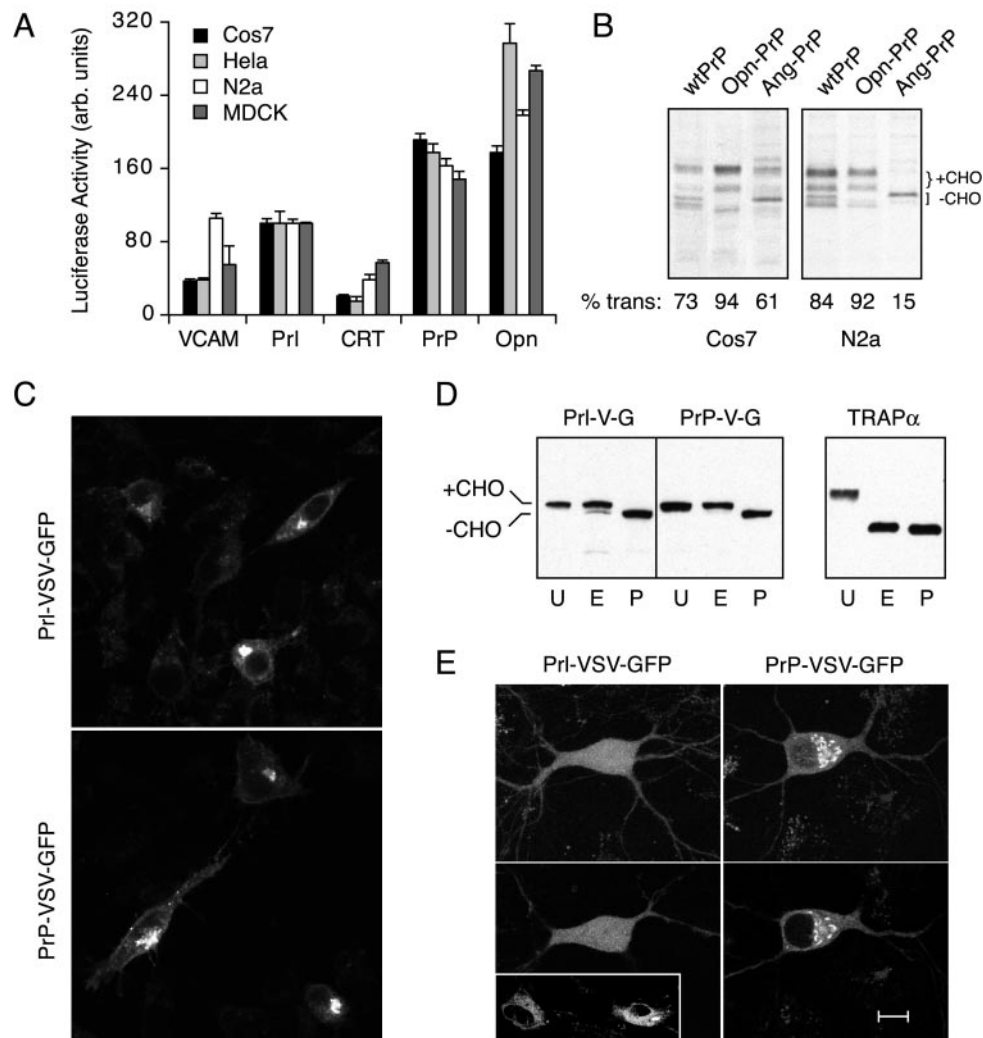 A
Luciferase Activity (arb. units)
320
240
160
80
0
Cos7
Hela
N2a
MDCK
VCAM Prl CRT PrP Opn
B
wtPrP Opn-PrP Ang-PrP wtPrP Opn-PrP Ang-PrP
} +CHO
] -CHO
% trans: 73 94 61 84 92 15
Cos7 N2a
C
Prl-VSV-GFP
PrP-VSV-GFP
D
Prl-V-G PrP-V-G TRAPα
+CHO
-CHO
U E P U E P U E P
E
Prl-VSV-GFP PrP-VSV-GFP